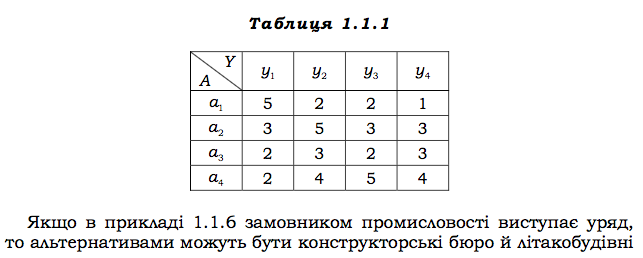 Таблиця 1.1.1
Y
A y₁ y₂ y₃ y₄
a₁ 5 2 2 1
a₂ 3 5 3 3
a₃ 2 3 2 3
a₄ 2 4 5 4
Якщо в прикладі 1.1.6 замовником промисловості виступає уряд,
то альтернативами можуть бути конструкторські бюро й літакобудівні